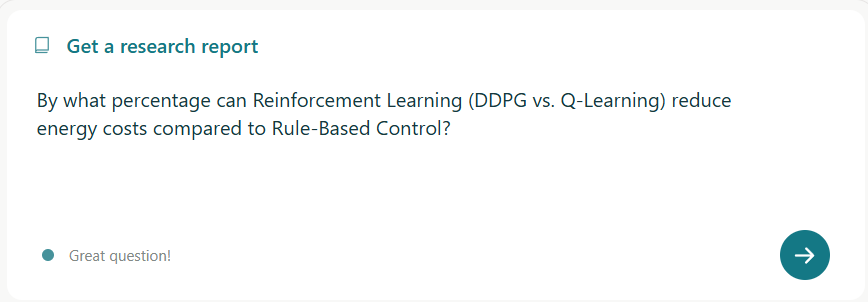 Get a research report
By what percentage can Reinforcement Learning (DDPG vs. Q-Learning) reduce
energy costs compared to Rule-Based Control?
Great question!